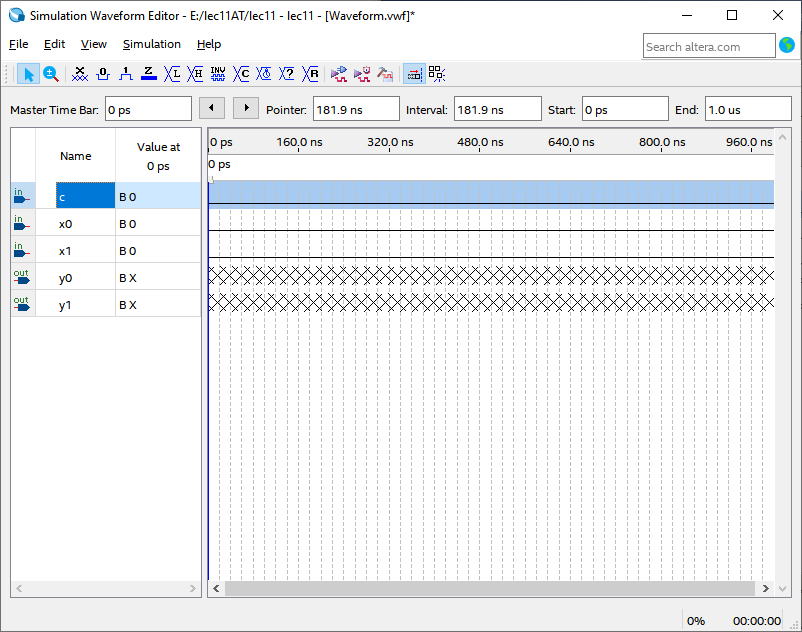 Simulation Waveform Editor - E:/lec11AT/lec11 - lec11 - [Waveform.vwf]*
File Edit View Simulation Help
Search altera.com
Master Time Bar: 0 ps Pointer: 181.9 ns Interval: 181.9 ns Start: 0 ps End: 1.0 us
Name Value at 0 ps
0 ps 160.0 ns 320.0 ns 480.0 ns 640.0 ns 800.0 ns 960.0 ns
0 ps
in c B 0
in x0 B 0
in x1 B 0
out y0 B X
out y1 B X
0% 00:00:00